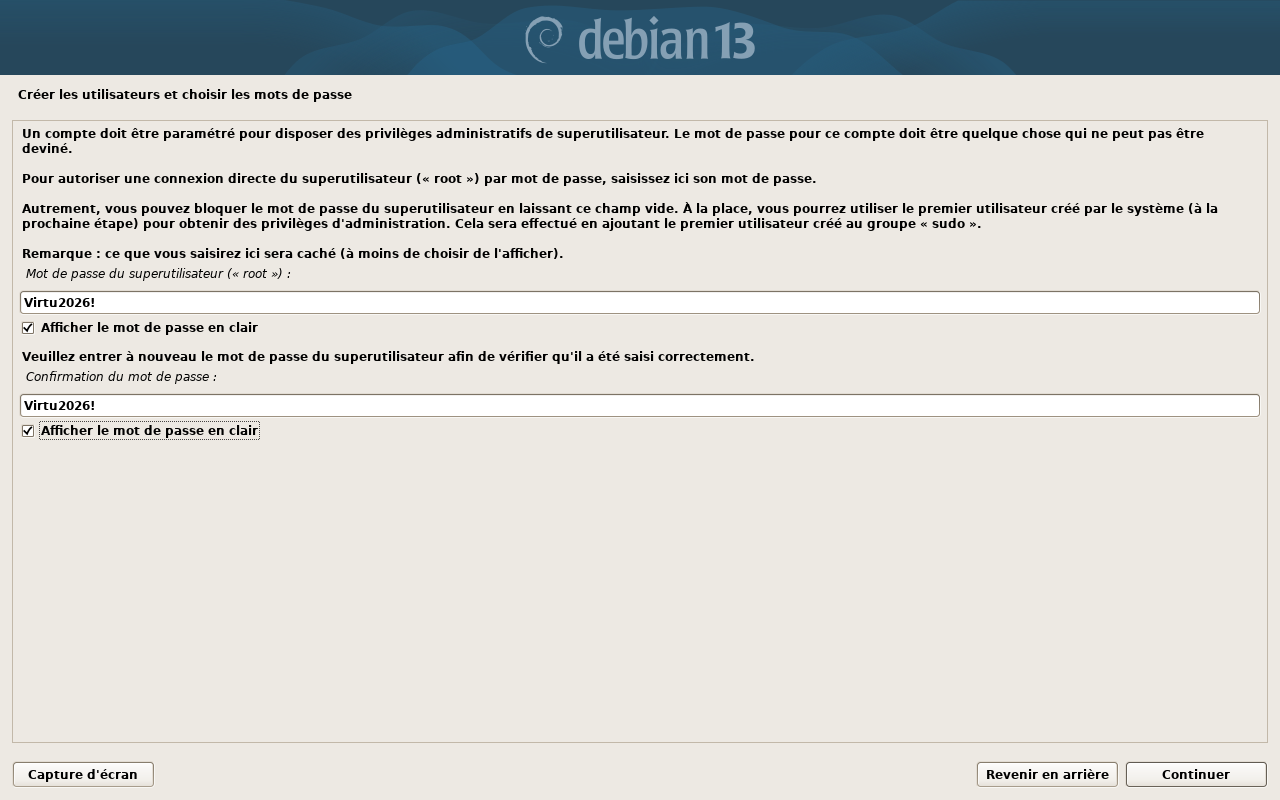 debian 13
Créer les utilisateurs et choisir les mots de passe
Un compte doit être paramétré pour disposer des privilèges administratifs de superutilisateur. Le mot de passe pour ce compte doit être quelque chose qui ne peut pas être
deviné.
Pour autoriser une connexion directe du superutilisateur (« root ») par mot de passe, saisissez ici son mot de passe.
Autrement, vous pouvez bloquer le mot de passe du superutilisateur en laissant ce champ vide. À la place, vous pourrez utiliser le premier utilisateur créé par le système (à la
prochaine étape) pour obtenir des privilèges d'administration. Cela sera effectué en ajoutant le premier utilisateur créé au groupe « sudo ».
Remarque : ce que vous saisirez ici sera caché (à moins de choisir de l'afficher).
Mot de passe du superutilisateur (« root ») :
Virtu2026!
Afficher le mot de passe en clair
Veuillez entrer à nouveau le mot de passe du superutilisateur afin de vérifier qu'il a été saisi correctement.
Confirmation du mot de passe :
Virtu2026!
Afficher le mot de passe en clair
Capture d'écran
Revenir en arrière
Continuer